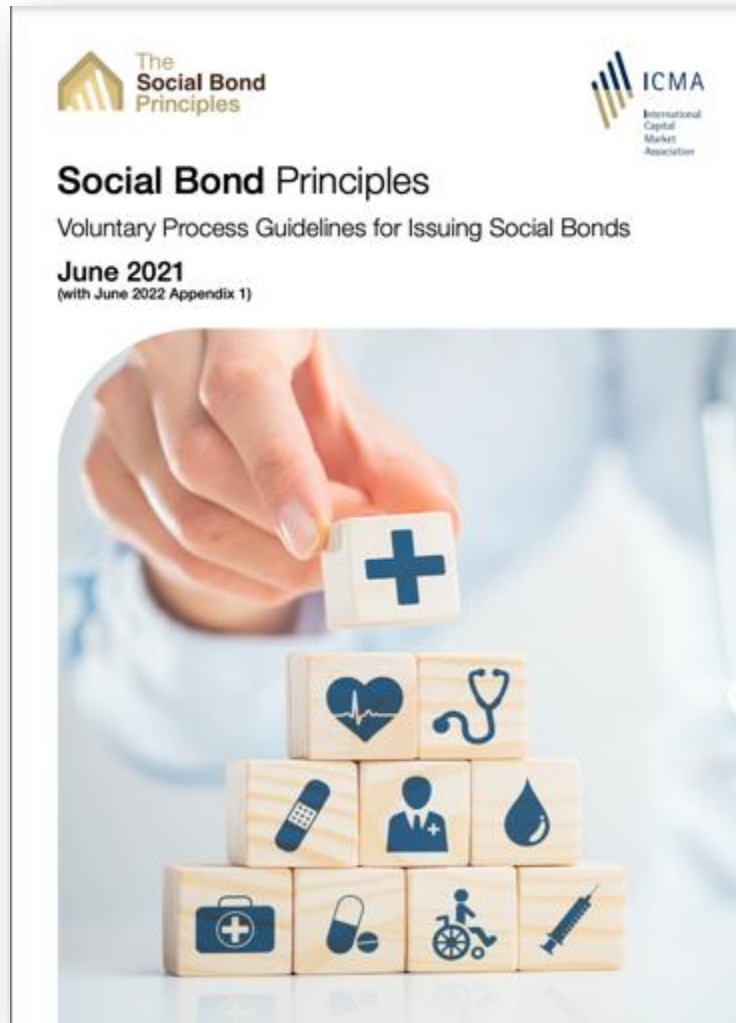 The
Social Bond
Principles
ICMA
International
Capital
Market
Association
Social Bond Principles
Voluntary Process Guidelines for Issuing Social Bonds
June 2021
(with June 2022 Appendix 1)